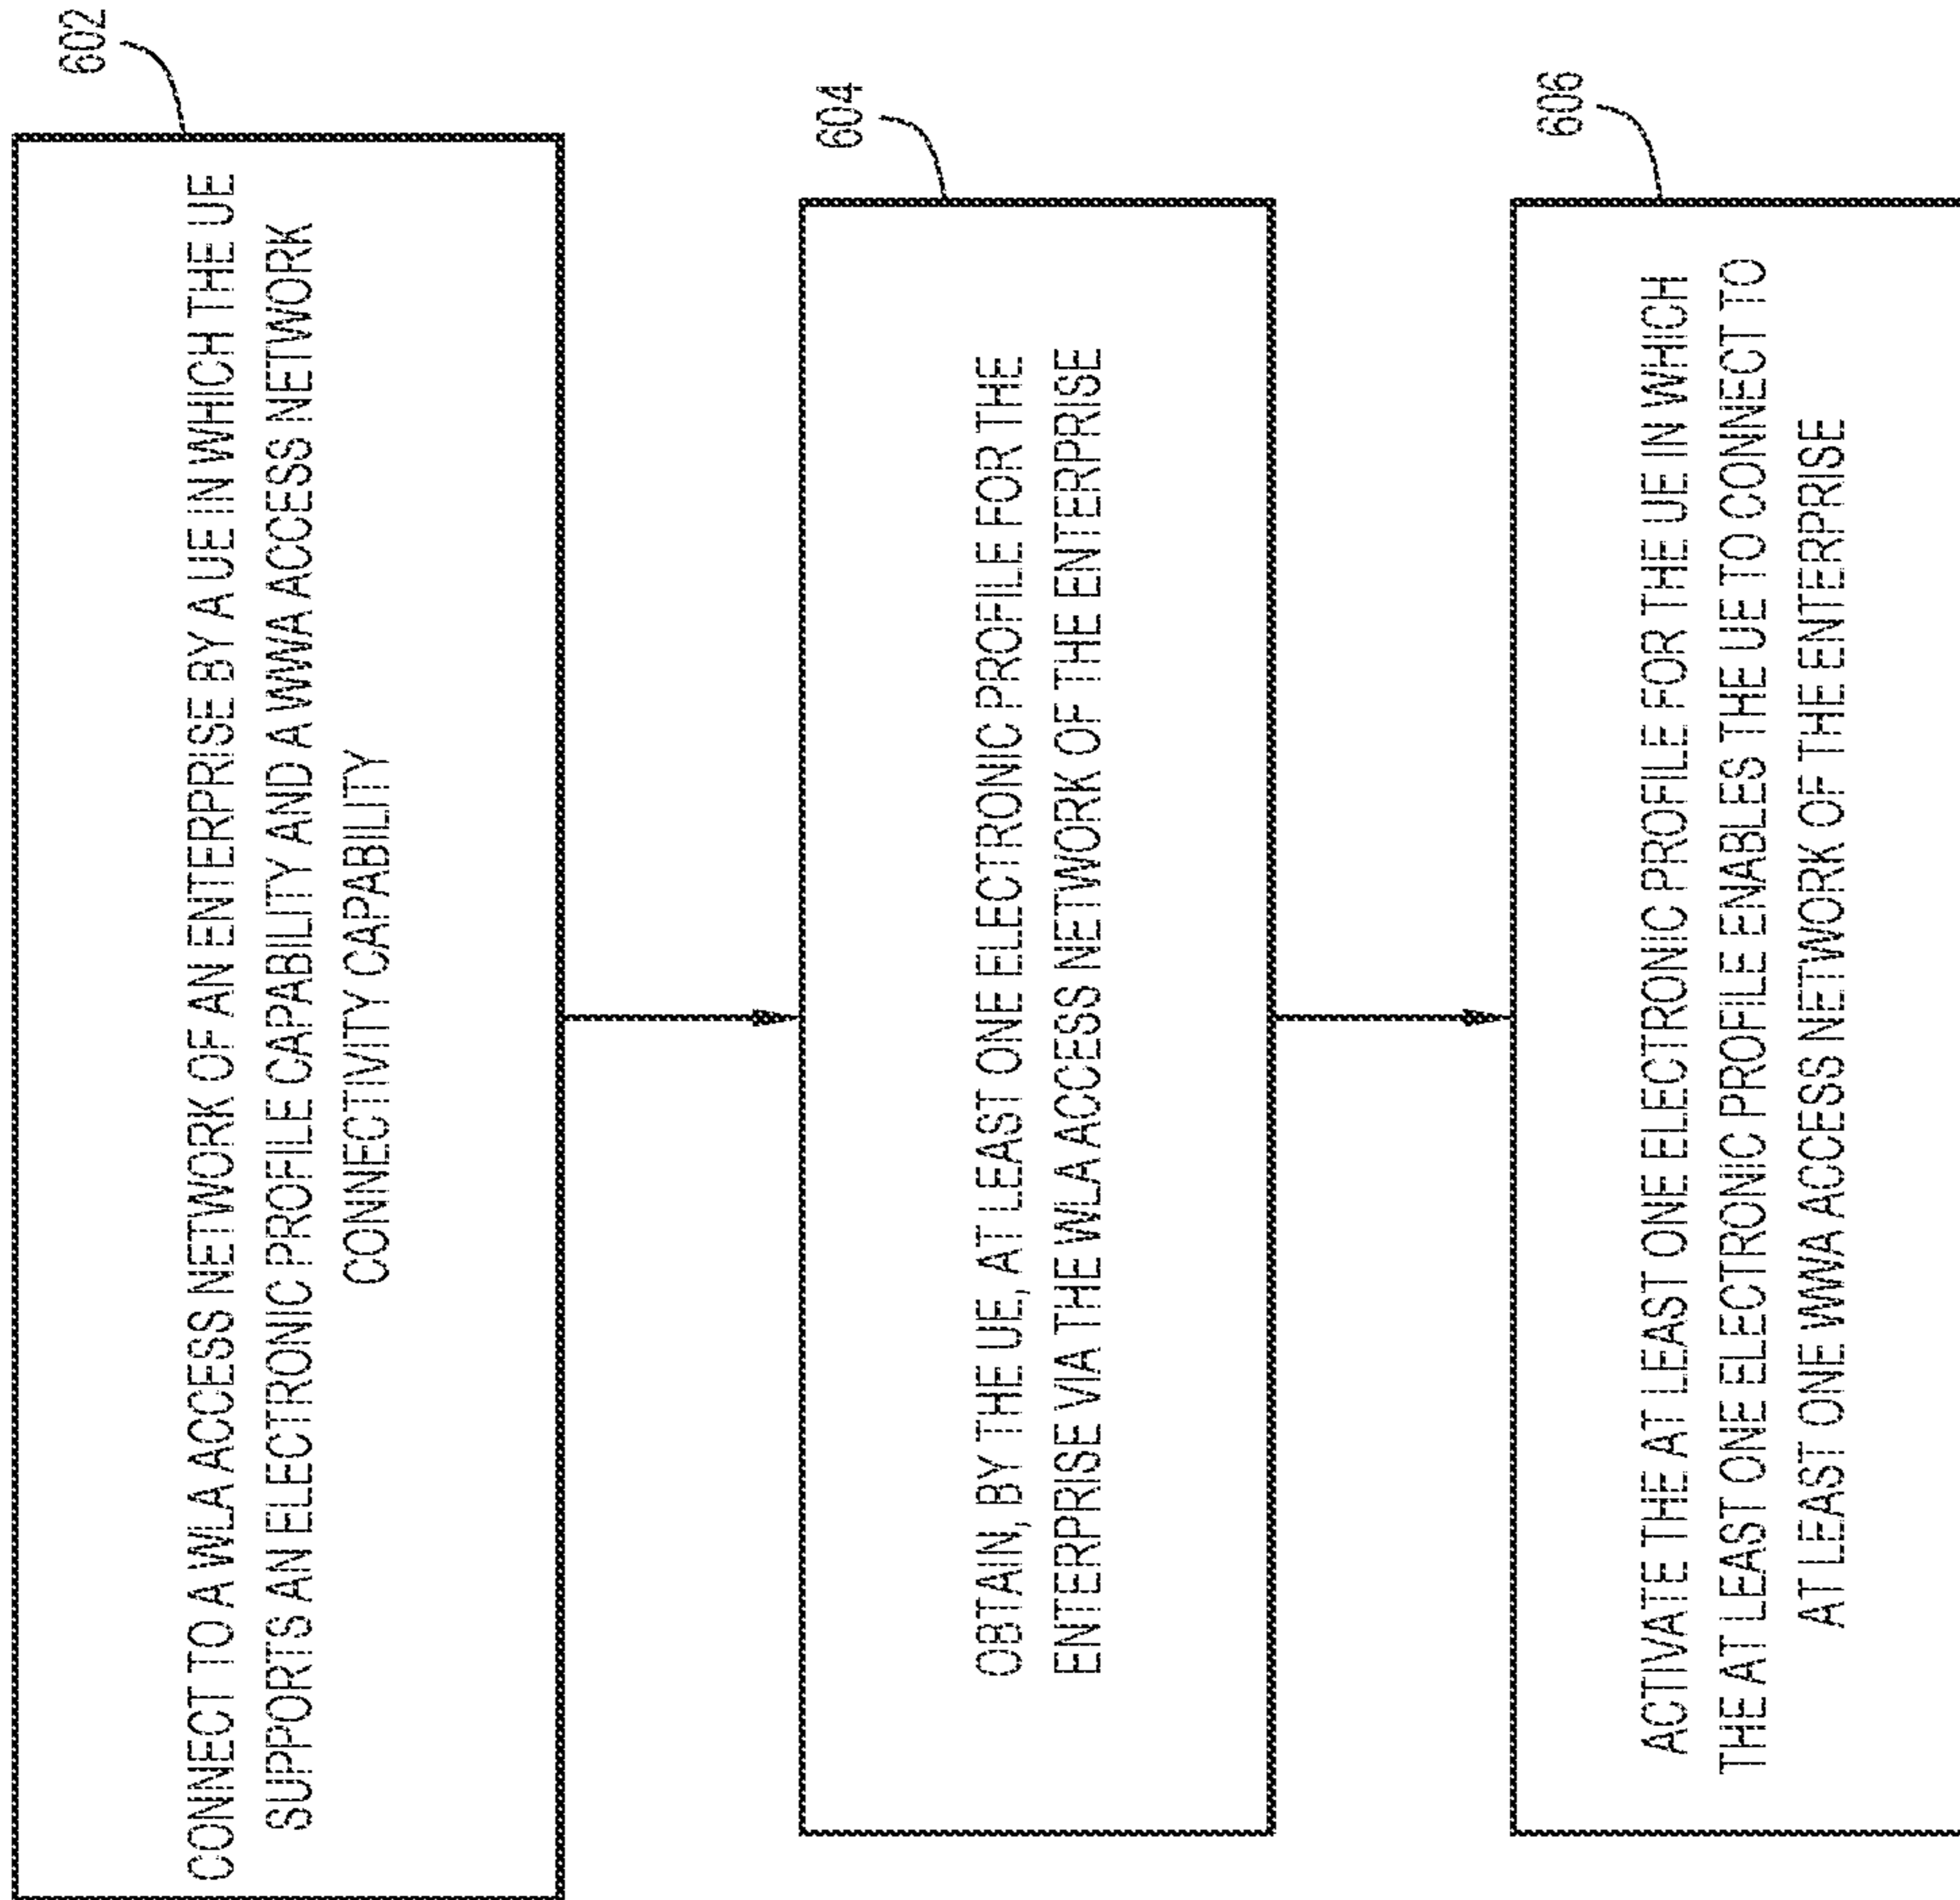 602
CONNECT TO A WLA ACCESS NETWORK OF AN ENTERPRISE BY A UE IN WHICH THE UE
SUPPORTS AN ELECTRONIC PROFILE CAPABILITY AND A WWA ACCESS NETWORK
CONNECTIVITY CAPABILITY
604
OBTAIN, BY THE UE, AT LEAST ONE ELECTRONIC PROFILE FOR THE
ENTERPRISE VIA THE WLA ACCESS NETWORK OF THE ENTERPRISE
606
ACTIVATE THE AT LEAST ONE ELECTRONIC PROFILE FOR THE UE IN WHICH
THE AT LEAST ONE ELECTRONIC PROFILE ENABLES THE UE TO CONNECT TO
AT LEAST ONE WWA ACCESS NETWORK OF THE ENTERPRISE